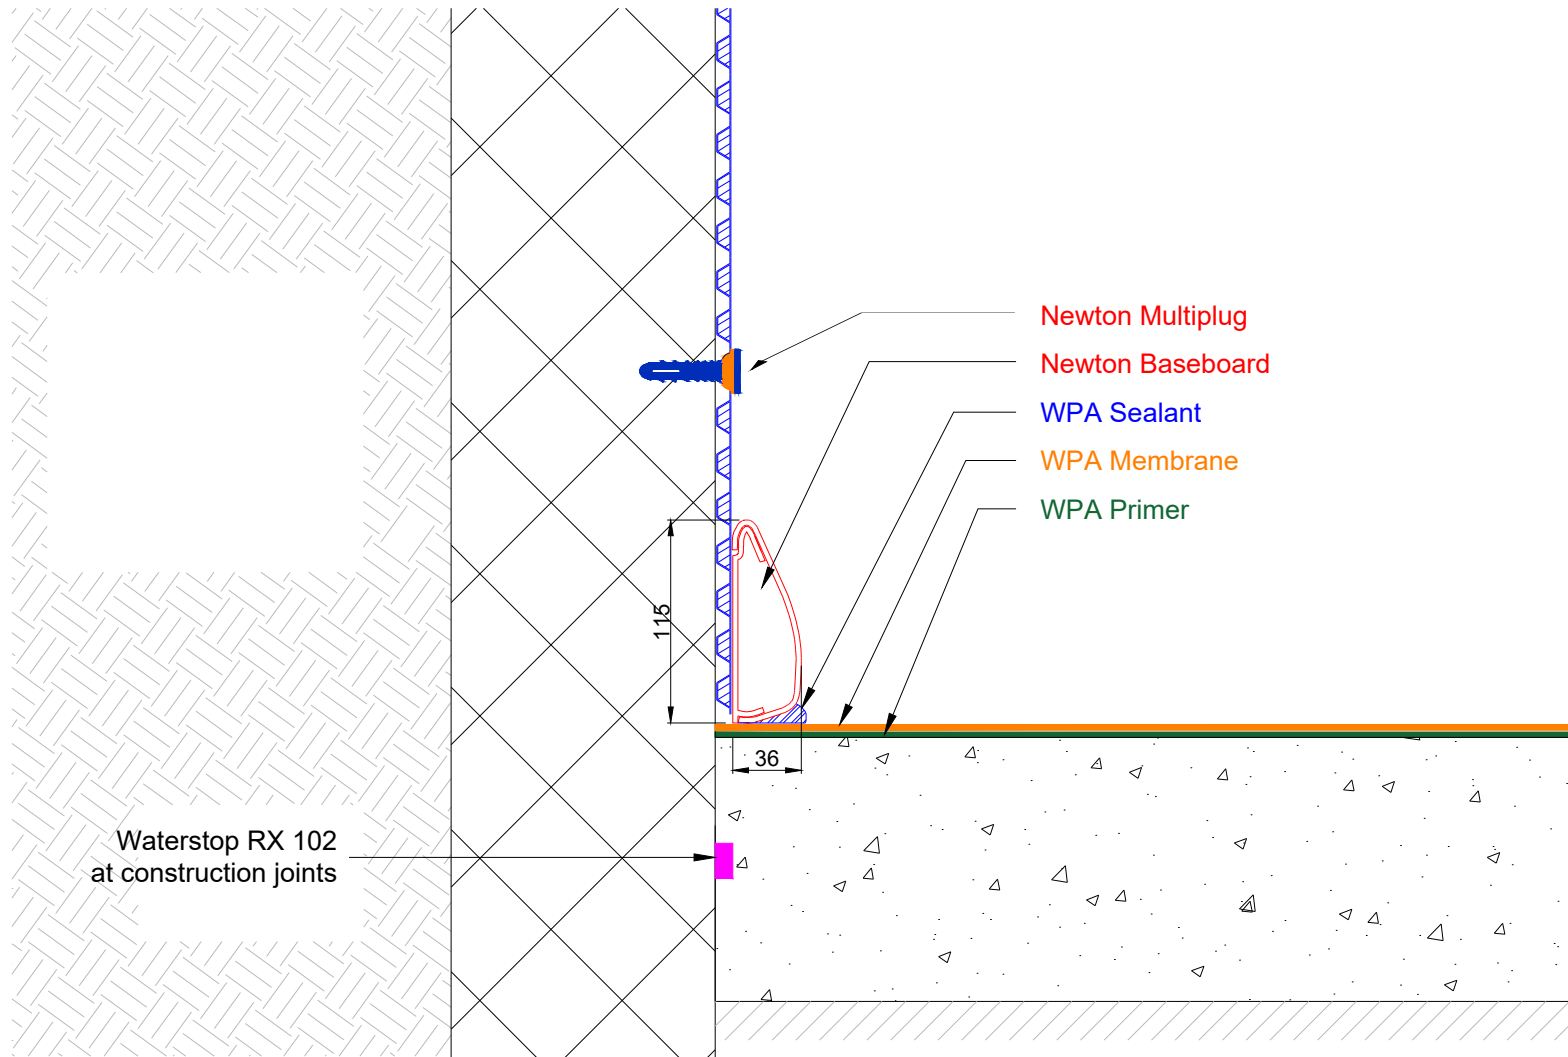 Newton Multiplug
Newton Baseboard
WPA Sealant
WPA Membrane
WPA Primer
115
36
Waterstop RX 102
at construction joints